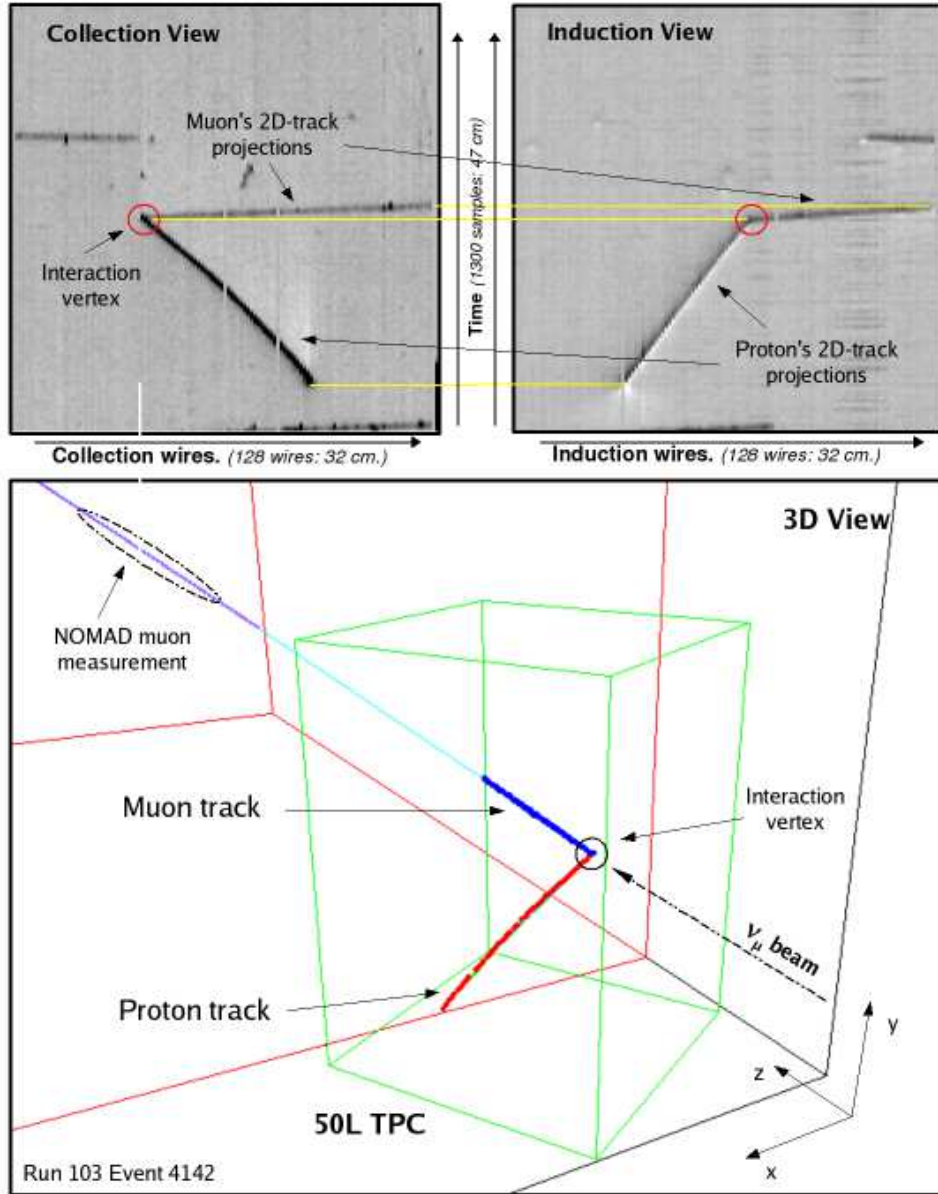 Collection View
Induction View
Muon's 2D-track
projections
Interaction
vertex
Time (1300 samples: 47 cm)
Proton's 2D-track
projections
Collection wires. (128 wires: 32 cm.)
Induction wires. (128 wires: 32 cm.)
3D View
NOMAD muon
measurement
Muon track
Interaction
vertex
νμ beam
Proton track
y
z
x
50L TPC
Run 103 Event 4142